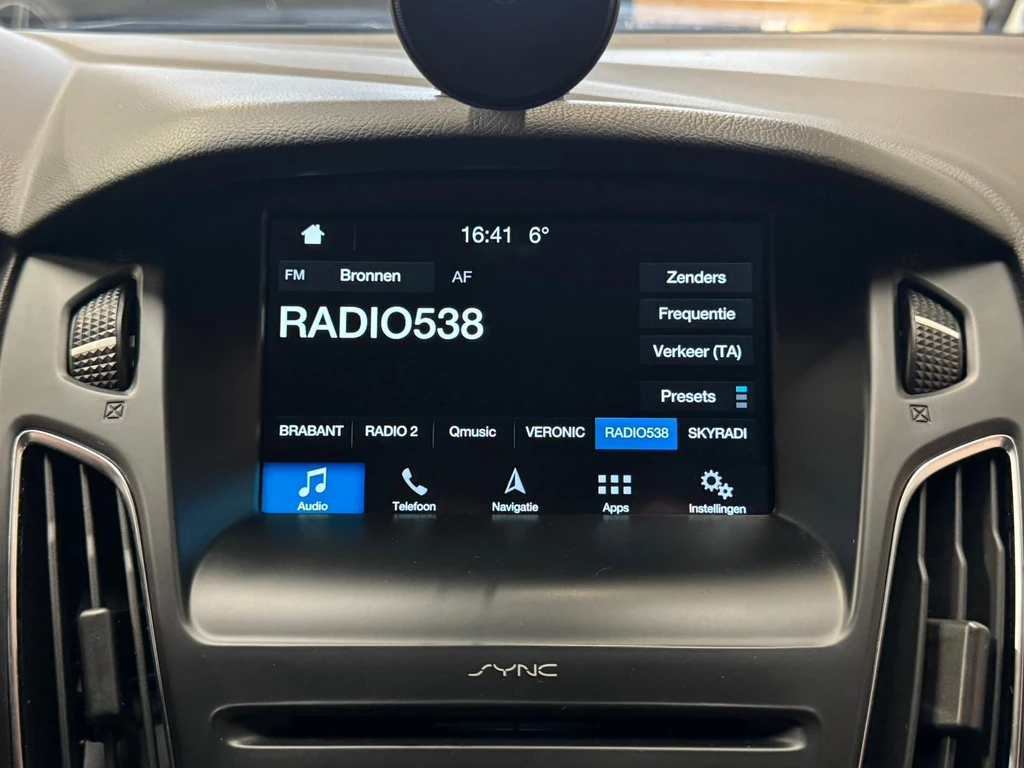 16:41 6°
FM Bronnen AF
Zenders
RADIO538
Frequentie
Verkeer (TA)
Presets
BRABANT RADIO 2 Qmusic VERONIC RADIO538 SKYRADI
Audio Telefoon Navigatie Apps Instellingen
SYNC